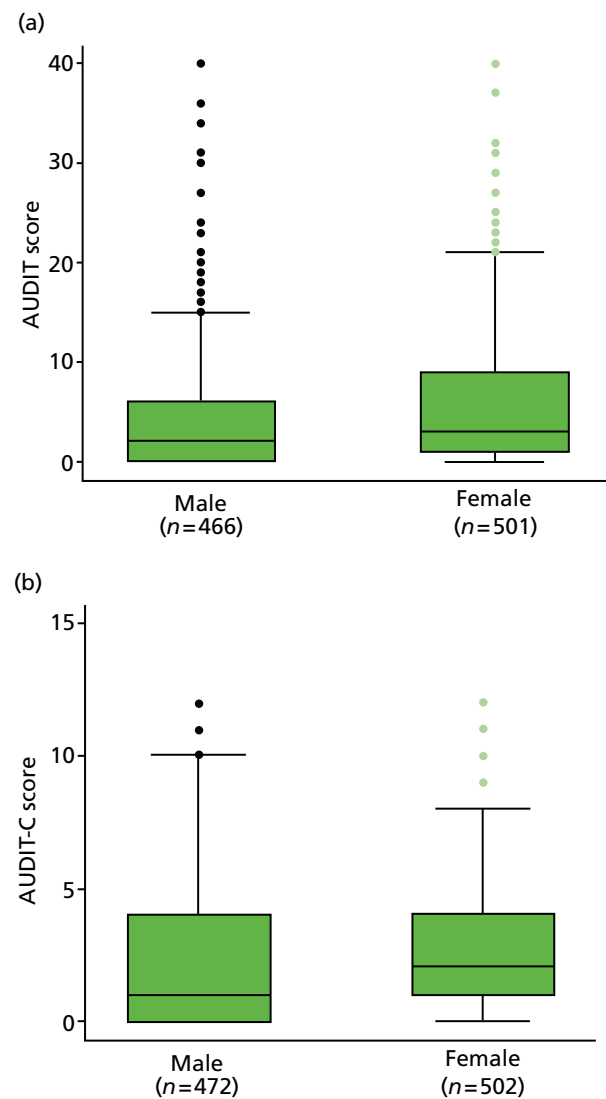 (a)
40
30
20
10
0
AUDIT score
Male
(n=466)
Female
(n=501)
(b)
15
10
5
0
AUDIT-C score
Male
(n=472)
Female
(n=502)